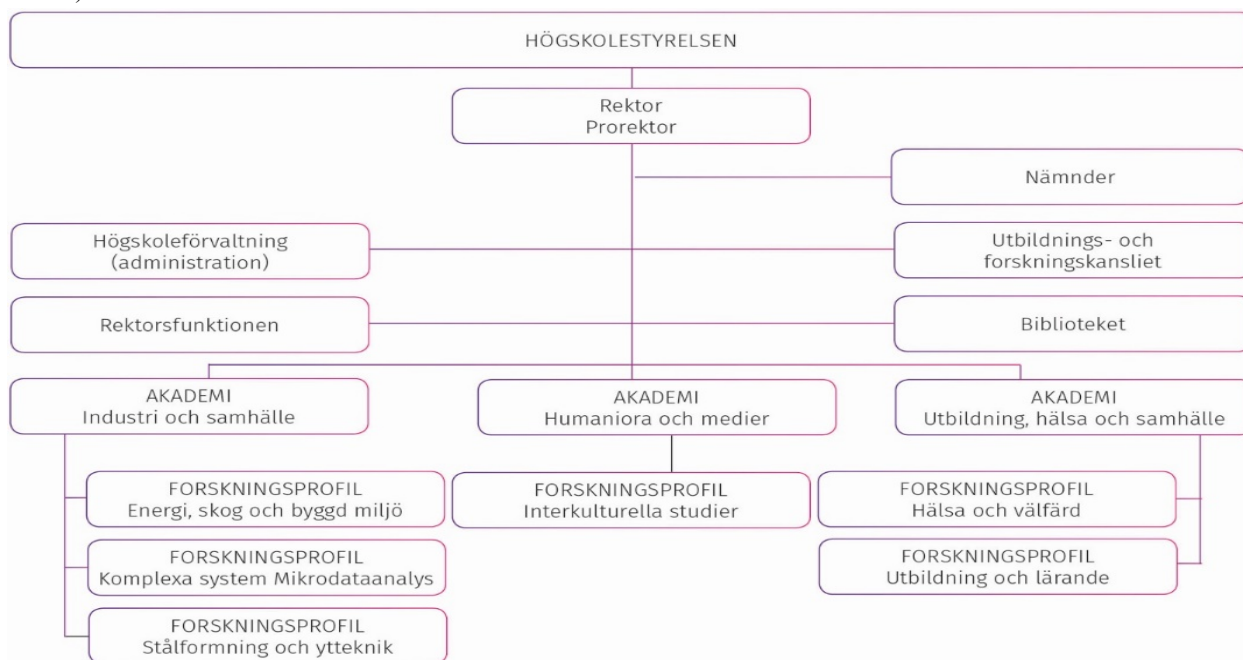 HÖGSKOLESTYRELSEN
Rektor
Prorektor
Nämnder
Högskoleförvaltning
(administration)
Utbildnings- och
forskningskansliet
Rektorsfunktionen
Biblioteket
AKADEMI
Industri och samhälle
AKADEMI
Humaniora och medier
AKADEMI
Utbildning, hälsa och samhälle
FORSKNINGSPROFIL
Energi, skog och byggd miljö
FORSKNINGSPROFIL
Komplexa system Mikrodataanalys
FORSKNINGSPROFIL
Stålformning och ytteknik
FORSKNINGSPROFIL
Interkulturella studier
FORSKNINGSPROFIL
Hälsa och välfärd
FORSKNINGSPROFIL
Utbildning och lärande